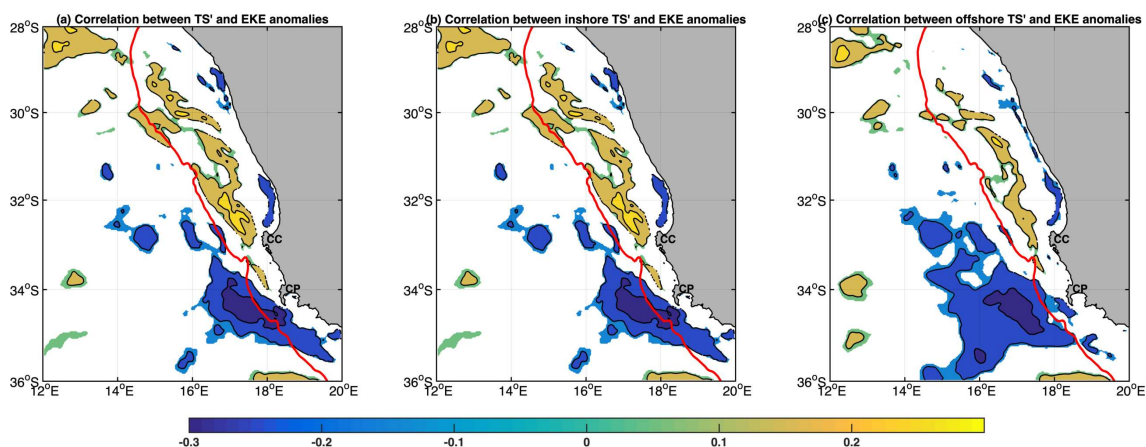 (a) Correlation between TS' and EKE anomalies
(b) Correlation between inshore TS' and EKE anomalies
(c) Correlation between offshore TS' and EKE anomalies
28°S
30°S
32°S
34°S
36°S
12°E
14°E
16°E
18°E
20°E
CC
CP
28°S
30°S
32°S
34°S
36°S
12°E
14°E
16°E
18°E
20°E
CC
CP
28°S
30°S
32°S
34°S
36°S
12°E
14°E
16°E
18°E
20°E
CC
CP
-0.3
-0.2
-0.1
0
0.1
0.2